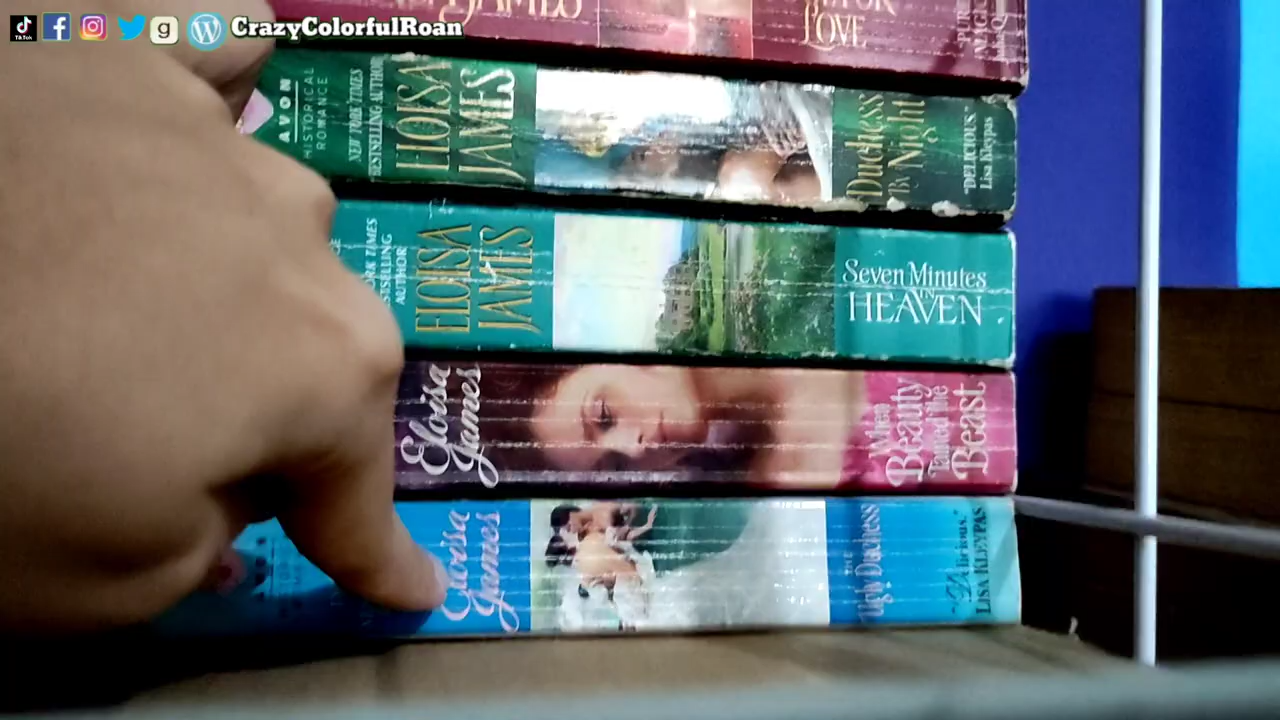 TikTok
CrazyColorfulRoan
JAMES
LOVE
AVON
HISTORICAL
ROMANCE
NEW YORK TIMES
BESTSELLING AUTHOR
ELOISA
JAMES
Duchess
By Night
"DELICIOUS."
Lisa Kleypas
TIMES
AUTHOR
ELOISA
JAMES
Seven Minutes
IN
HEAVEN
Eloisa
James
When
Beauty
Tamed the
Beast
Eloisa
James
THE
Ugly Duchess
"Delicious."
LISA KLEYPAS